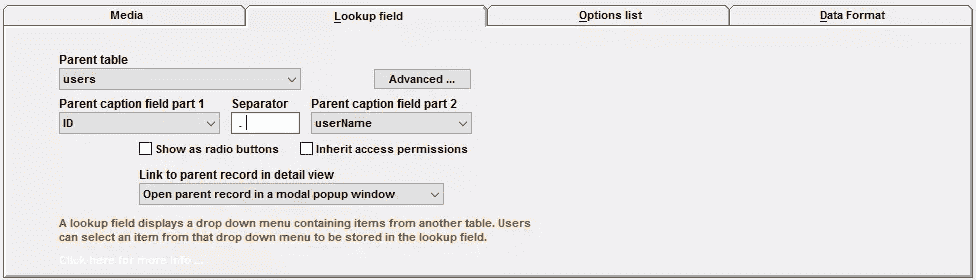 Media Lookup field Options list Data Format
Parent table
users Advanced ...
Parent caption field part 1 Separator Parent caption field part 2
ID . userName
Show as radio buttons Inherit access permissions
Link to parent record in detail view
Open parent record in a modal popup window
A lookup field displays a drop down menu containing items from another table. Users
can select an item from that drop down menu to be stored in the lookup field.
Click here for more info ...